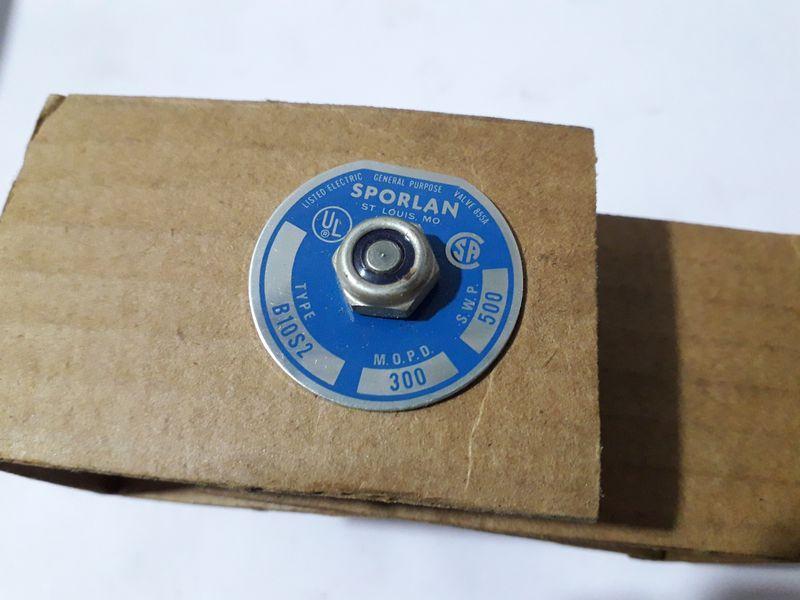 LISTED ELECTRIC GENERAL PURPOSE VALVE 855A
SPORLAN
ST. LOUIS, MO
UL
®
SA
TYPE
B10S2
M.O.P.D.
300
S.W.P.
500